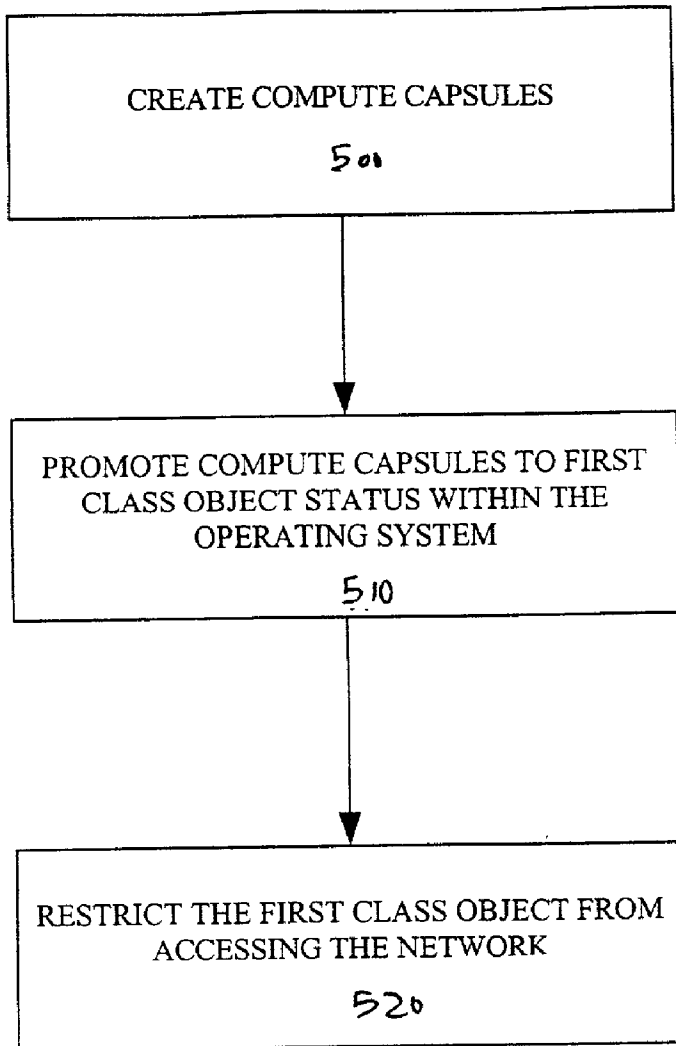 CREATE COMPUTE CAPSULES
500
PROMOTE COMPUTE CAPSULES TO FIRST
CLASS OBJECT STATUS WITHIN THE
OPERATING SYSTEM
510
RESTRICT THE FIRST CLASS OBJECT FROM
ACCESSING THE NETWORK
520